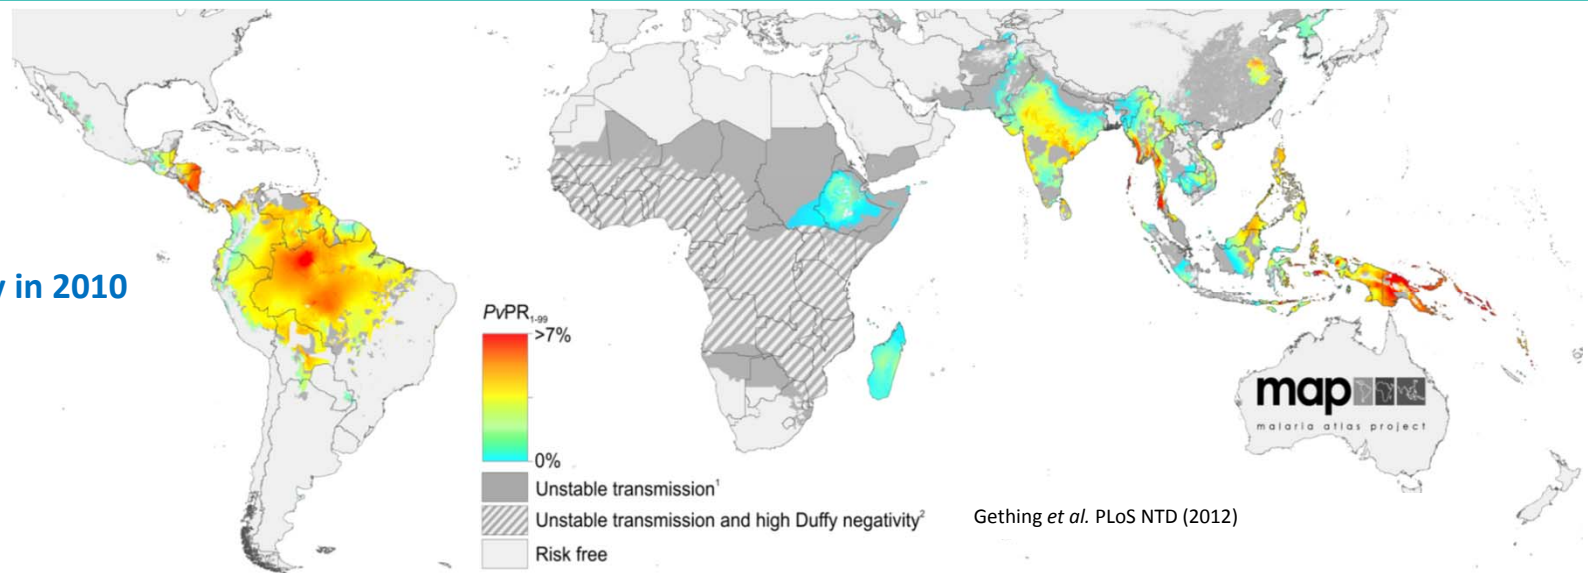 in 2010
PvPR1-99
>7%
0%
Unstable transmission1
Unstable transmission and high Duffy negativity2
Risk free
Gething et al. PLoS NTD (2012)
map
malaria atlas project